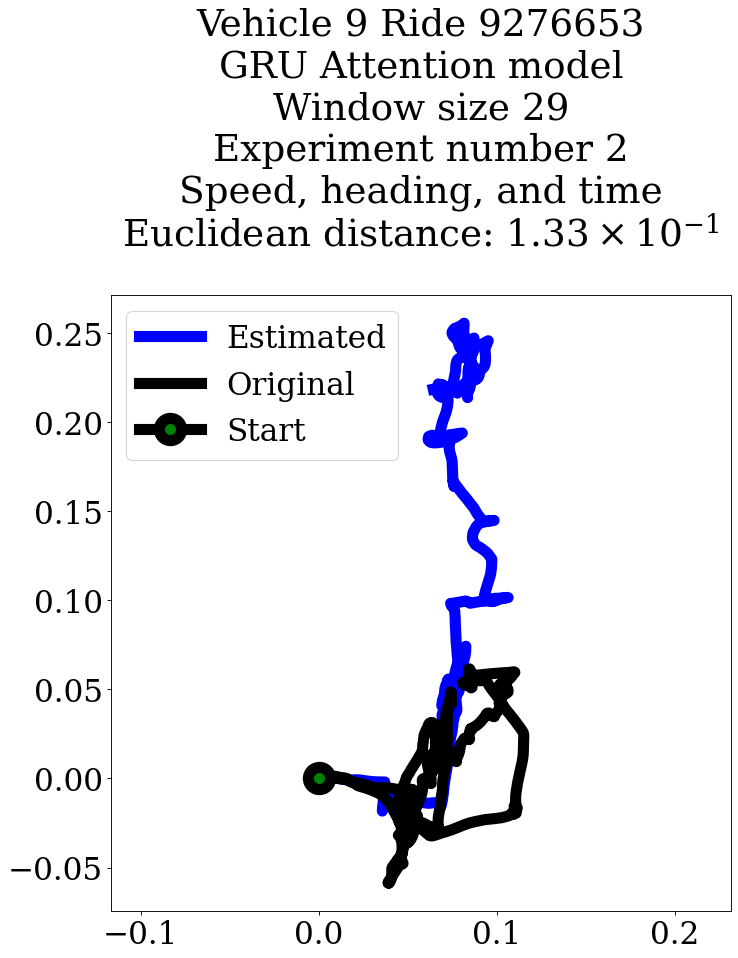 Vehicle 9 Ride 9276653
GRU Attention model
Window size 29
Experiment number 2
Speed, heading, and time
Euclidean distance: 1.33 × 10⁻¹
Estimated
Original
Start
0.25
0.20
0.15
0.10
0.05
0.00
−0.05
−0.1 0.0 0.1 0.2